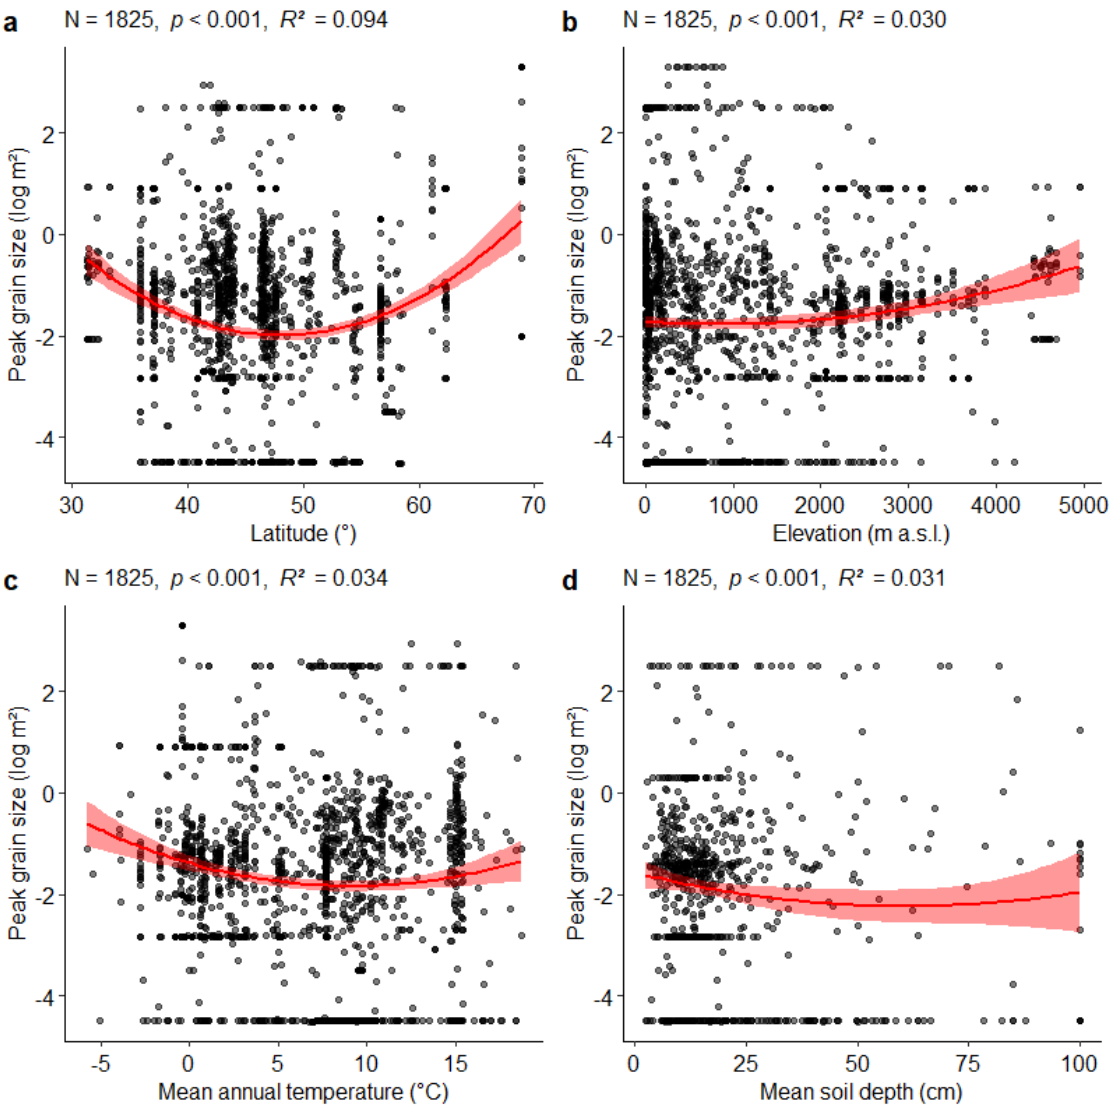 a N = 1825, p < 0.001, R² = 0.094
Peak grain size (log m²)
2
0
-2
-4
30 40 50 60 70
Latitude (°)
b N = 1825, p < 0.001, R² = 0.030
Peak grain size (log m²)
2
0
-2
-4
0 1000 2000 3000 4000 5000
Elevation (m a.s.l.)
c N = 1825, p < 0.001, R² = 0.034
Peak grain size (log m²)
2
0
-2
-4
-5 0 5 10 15
Mean annual temperature (°C)
d N = 1825, p < 0.001, R² = 0.031
Peak grain size (log m²)
2
0
-2
-4
0 25 50 75 100
Mean soil depth (cm)